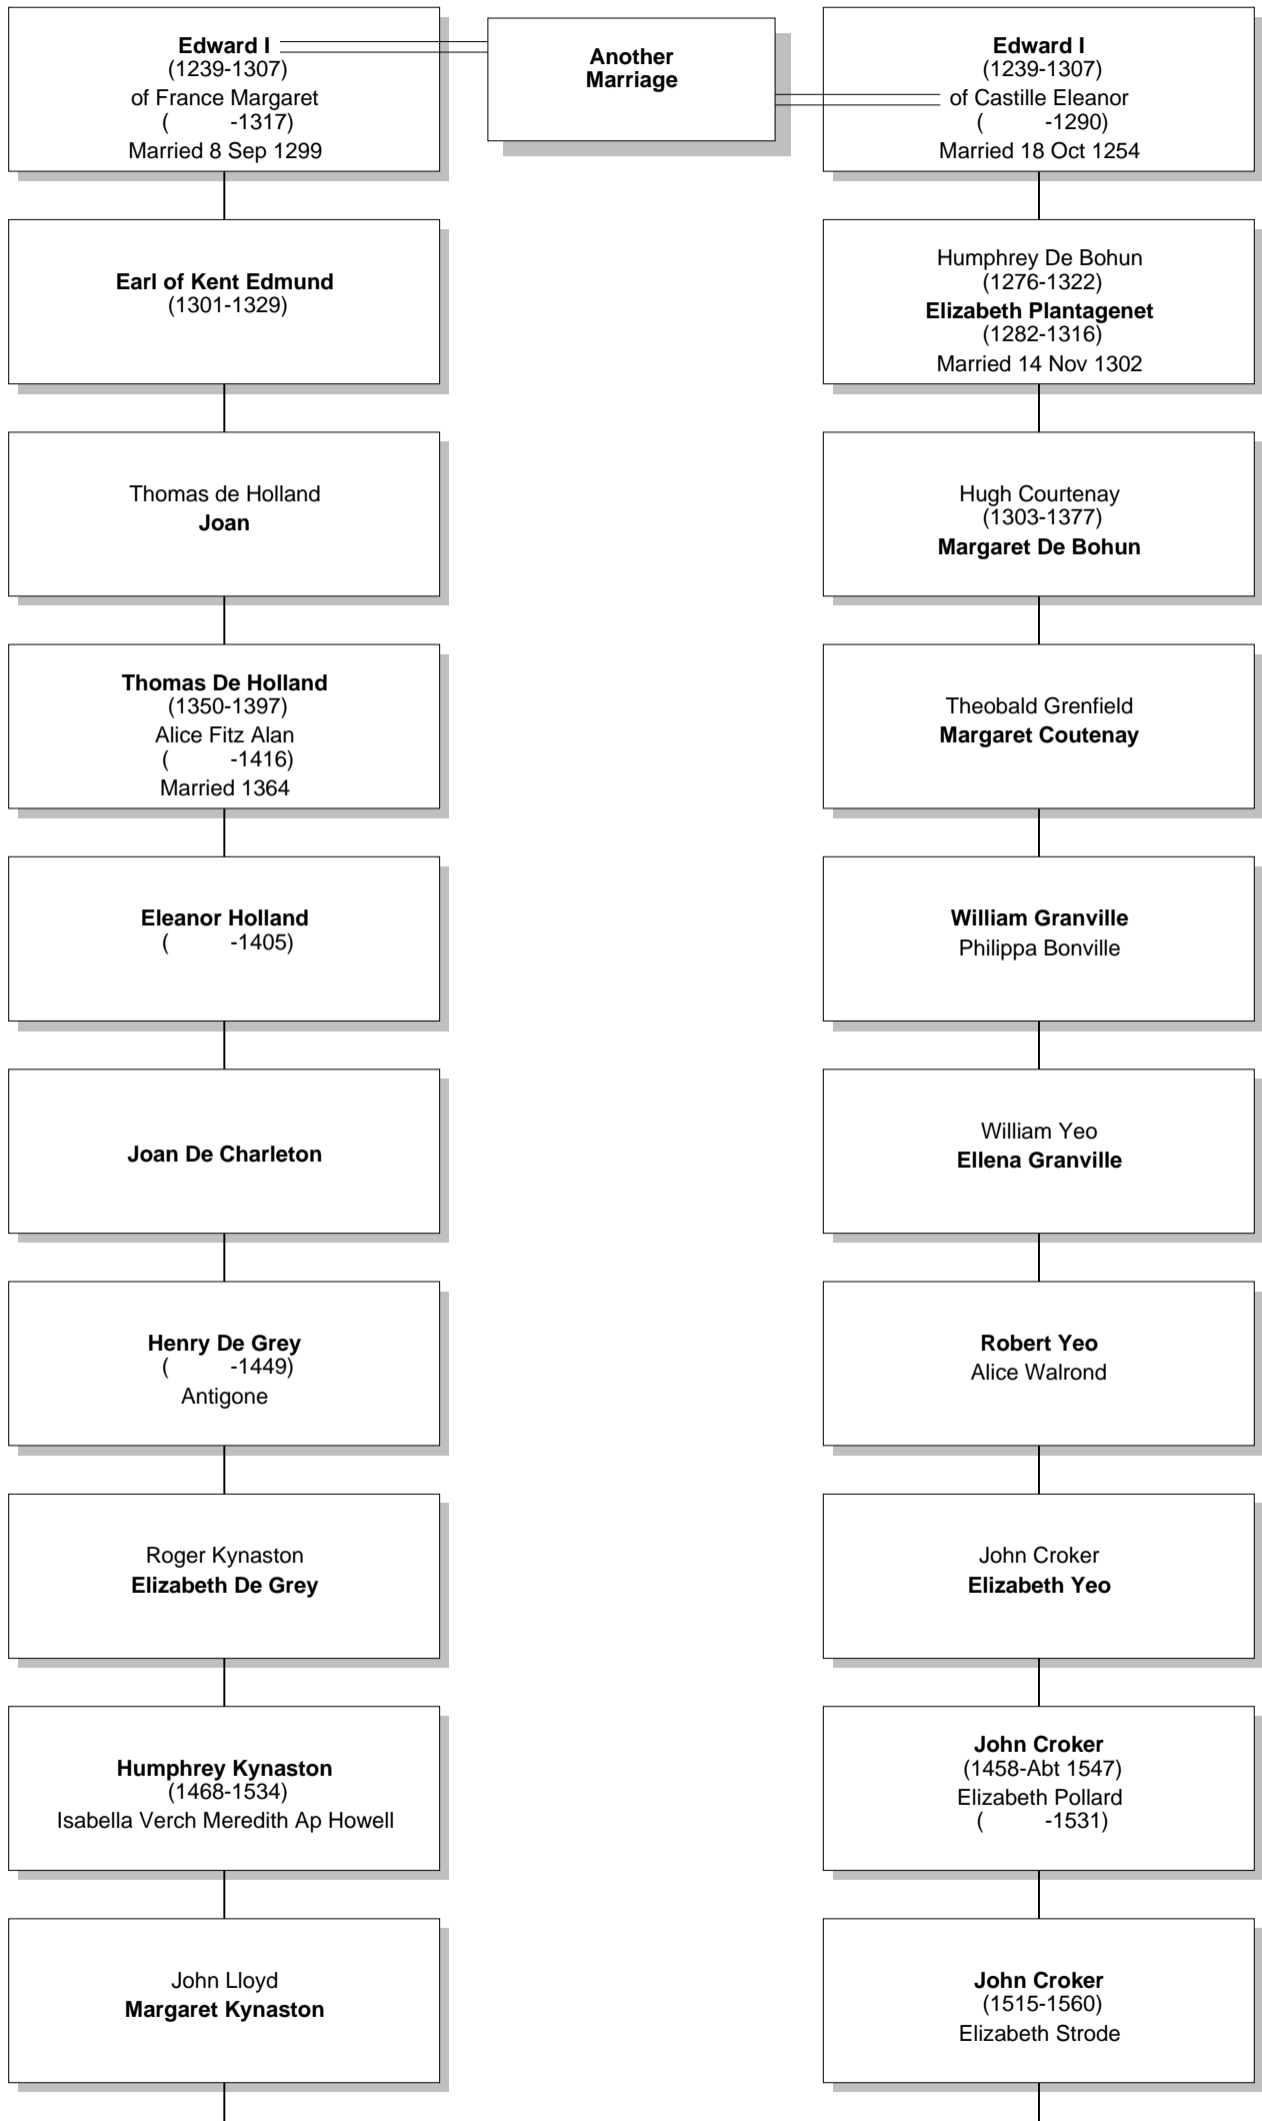 Edward I
(1239-1307)
of France Margaret
( -1317)
Married 8 Sep 1299
Another
Marriage
Edward I
(1239-1307)
of Castille Eleanor
( -1290)
Married 18 Oct 1254
Earl of Kent Edmund
(1301-1329)
Humphrey De Bohun
(1276-1322)
Elizabeth Plantagenet
(1282-1316)
Married 14 Nov 1302
Thomas de Holland
Joan
Hugh Courtenay
(1303-1377)
Margaret De Bohun
Thomas De Holland
(1350-1397)
Alice Fitz Alan
( -1416)
Married 1364
Theobald Grenfield
Margaret Coutenay
Eleanor Holland
( -1405)
William Granville
Philippa Bonville
Joan De Charleton
William Yeo
Ellena Granville
Henry De Grey
( -1449)
Antigone
Robert Yeo
Alice Walrond
Roger Kynaston
Elizabeth De Grey
John Croker
Elizabeth Yeo
Humphrey Kynaston
(1468-1534)
Isabella Verch Meredith Ap Howell
John Croker
(1458-Abt 1547)
Elizabeth Pollard
( -1531)
John Lloyd
Margaret Kynaston
John Croker
(1515-1560)
Elizabeth Strode